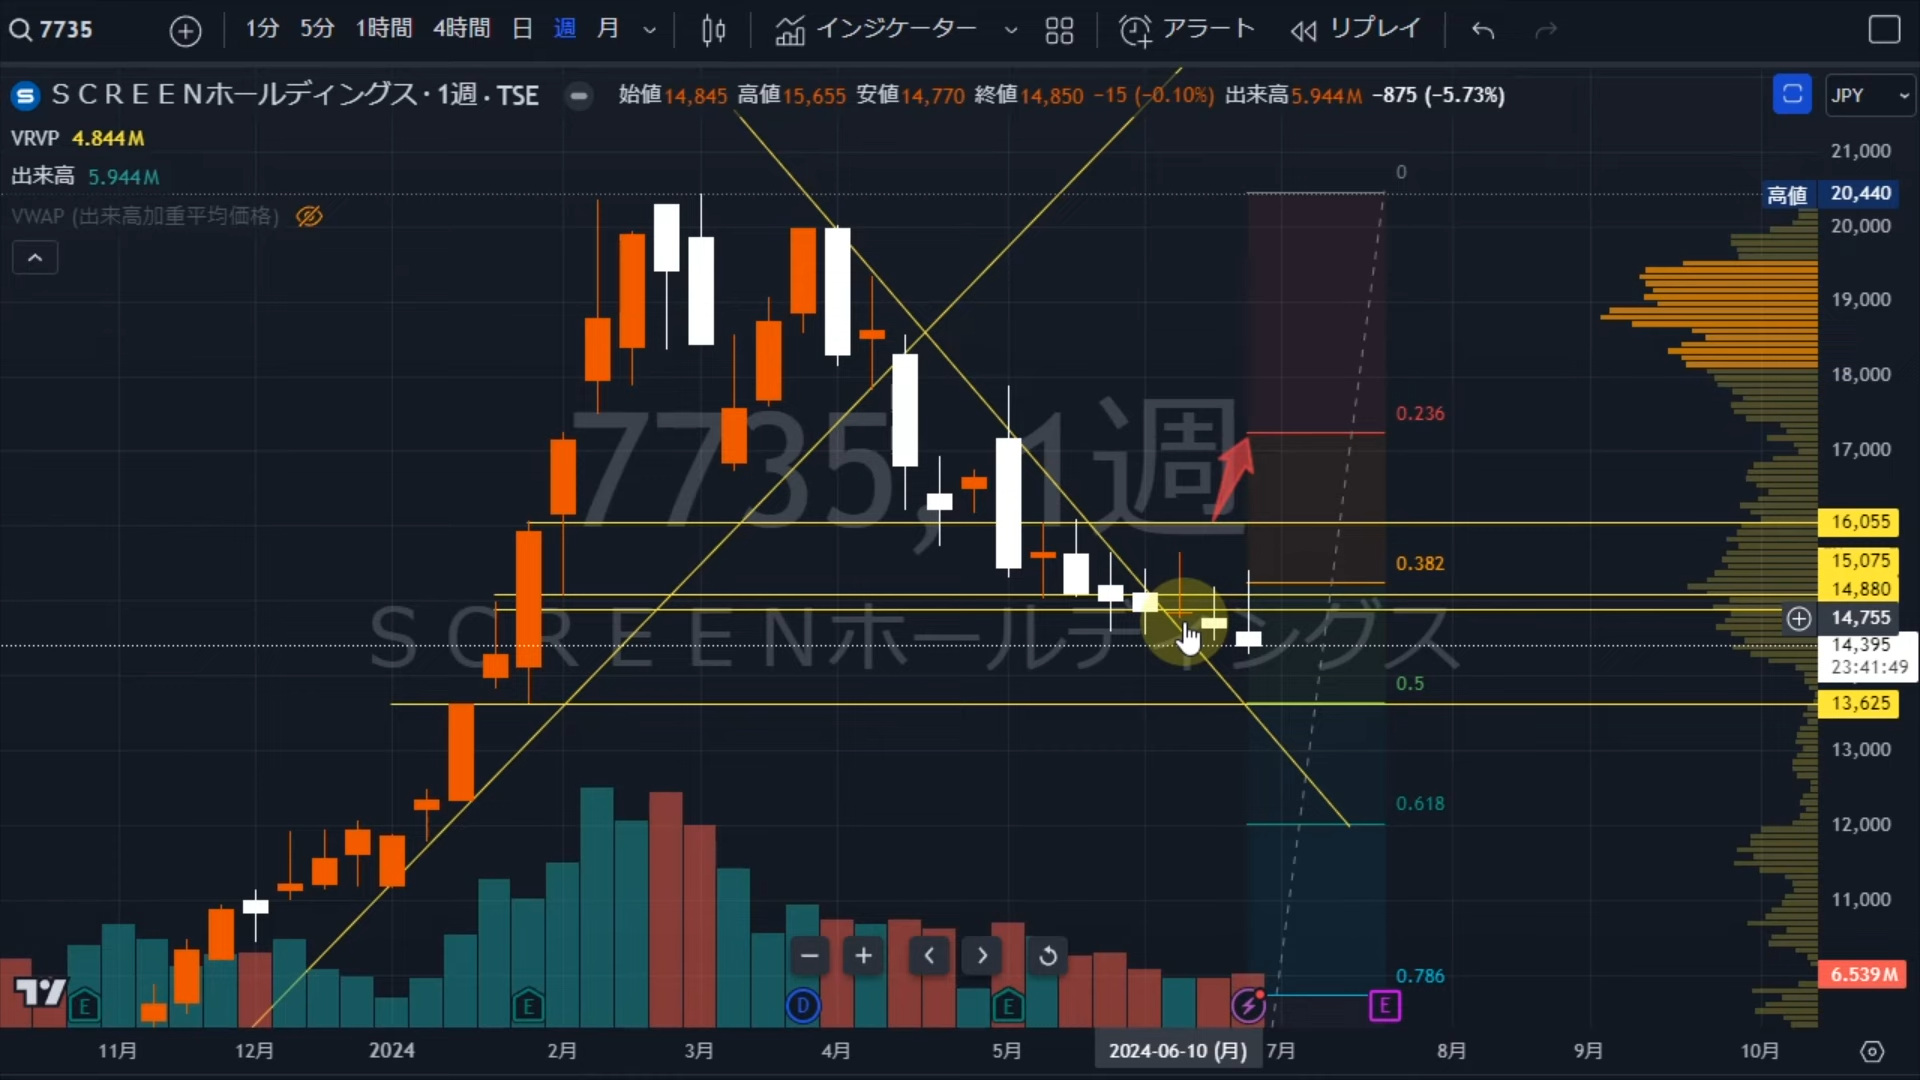 7735 1分 5分 1時間 4時間 日 週 月 インジケーター アラート リプレイ
S ＳＣＲＥＥＮホールディングス・1週・TSE 始値14,845 高値15,655 安値14,770 終値14,850 −15 (−0.10%) 出来高5.944M −875 (−5.73%) JPY
VRVP 4.844M
出来高 5.944M
VWAP (出来高加重平均価格)
7735, 1週
ＳＣＲＥＥＮホールディングス
0
0.236
0.382
0.5
0.618
0.786
21,000
高値 20,440
20,000
19,000
18,000
17,000
16,055
15,075
14,880
14,755
14,395
23:41:49
13,625
13,000
12,000
11,000
6.539M
E E D E E
11月 12月 2024 2月 3月 4月 5月 2024-06-10 (月) 7月 8月 9月 10月